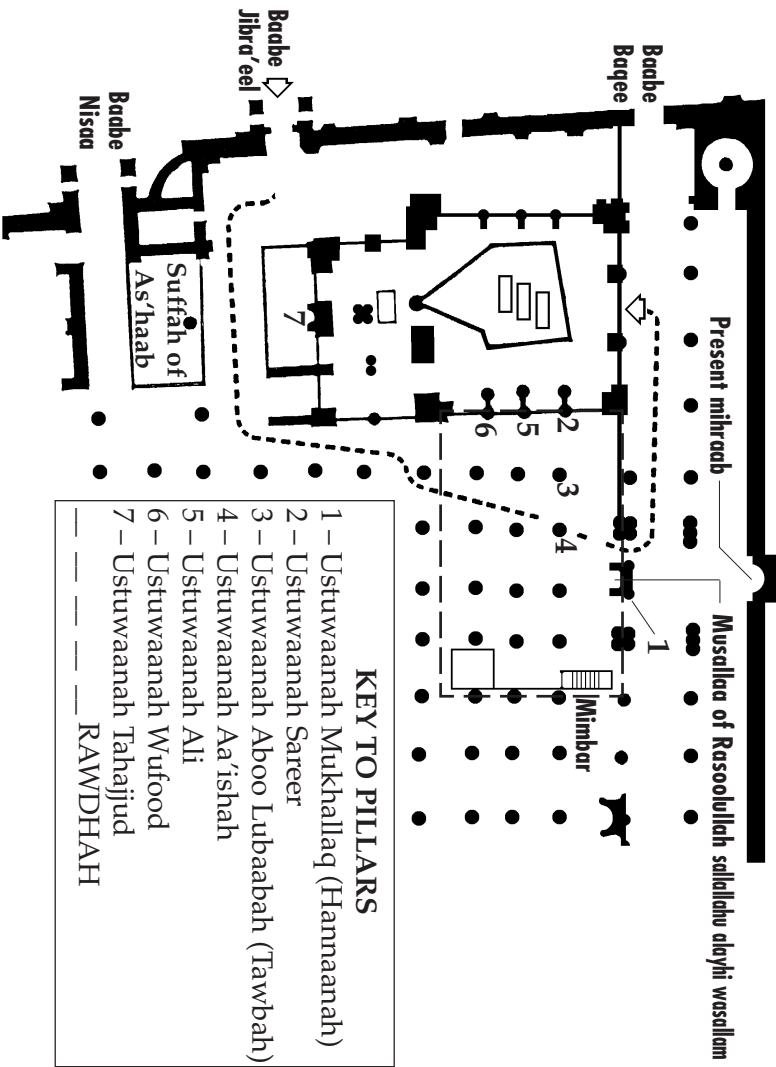 Present mihraab
Musallaa of Rasoolullah sallallahu alayhi wasallam
Baabe
Baqee
1
Mimbar
2
3
4
5
6
7
Baabe
Jibra'eel
Suffah of
As'haab
Baabe
Nisaa
KEY TO PILLARS
1 – Ustuwaanah Mukhallaq (Hannaanah)
2 – Ustuwaanah Sareer
3 – Ustuwaanah Aboo Lubaabah (Tawbah)
4 – Ustuwaanah Aa'ishah
5 – Ustuwaanah Ali
6 – Ustuwaanah Wufood
7 – Ustuwaanah Tahajjud
— — — — — RAWDHAH